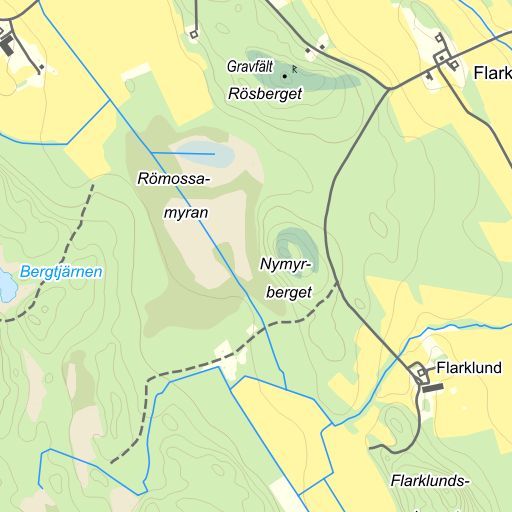 Gravfält
Rösberget
Flark
Römossa-
myran
Bergtjärnen
Nymyr-
berget
Flarklund
Flarklunds-